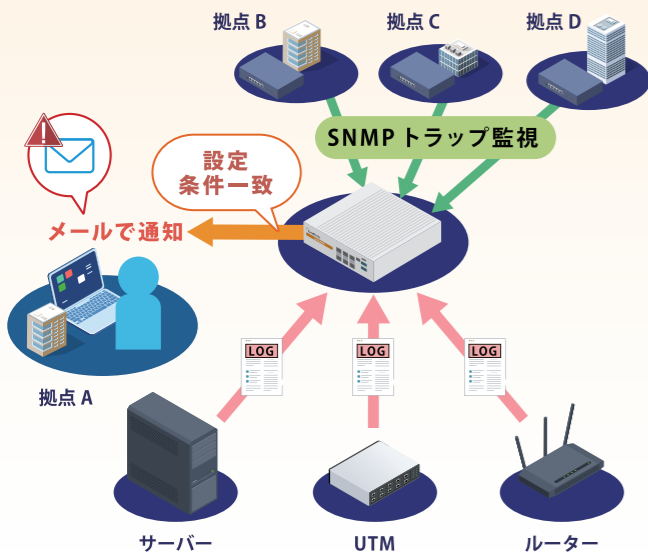 拠点 B
拠点 C
拠点 D
SNMP トラップ監視
設定
条件一致
メールで通知
拠点 A
LOG
LOG
LOG
サーバー
UTM
ルーター